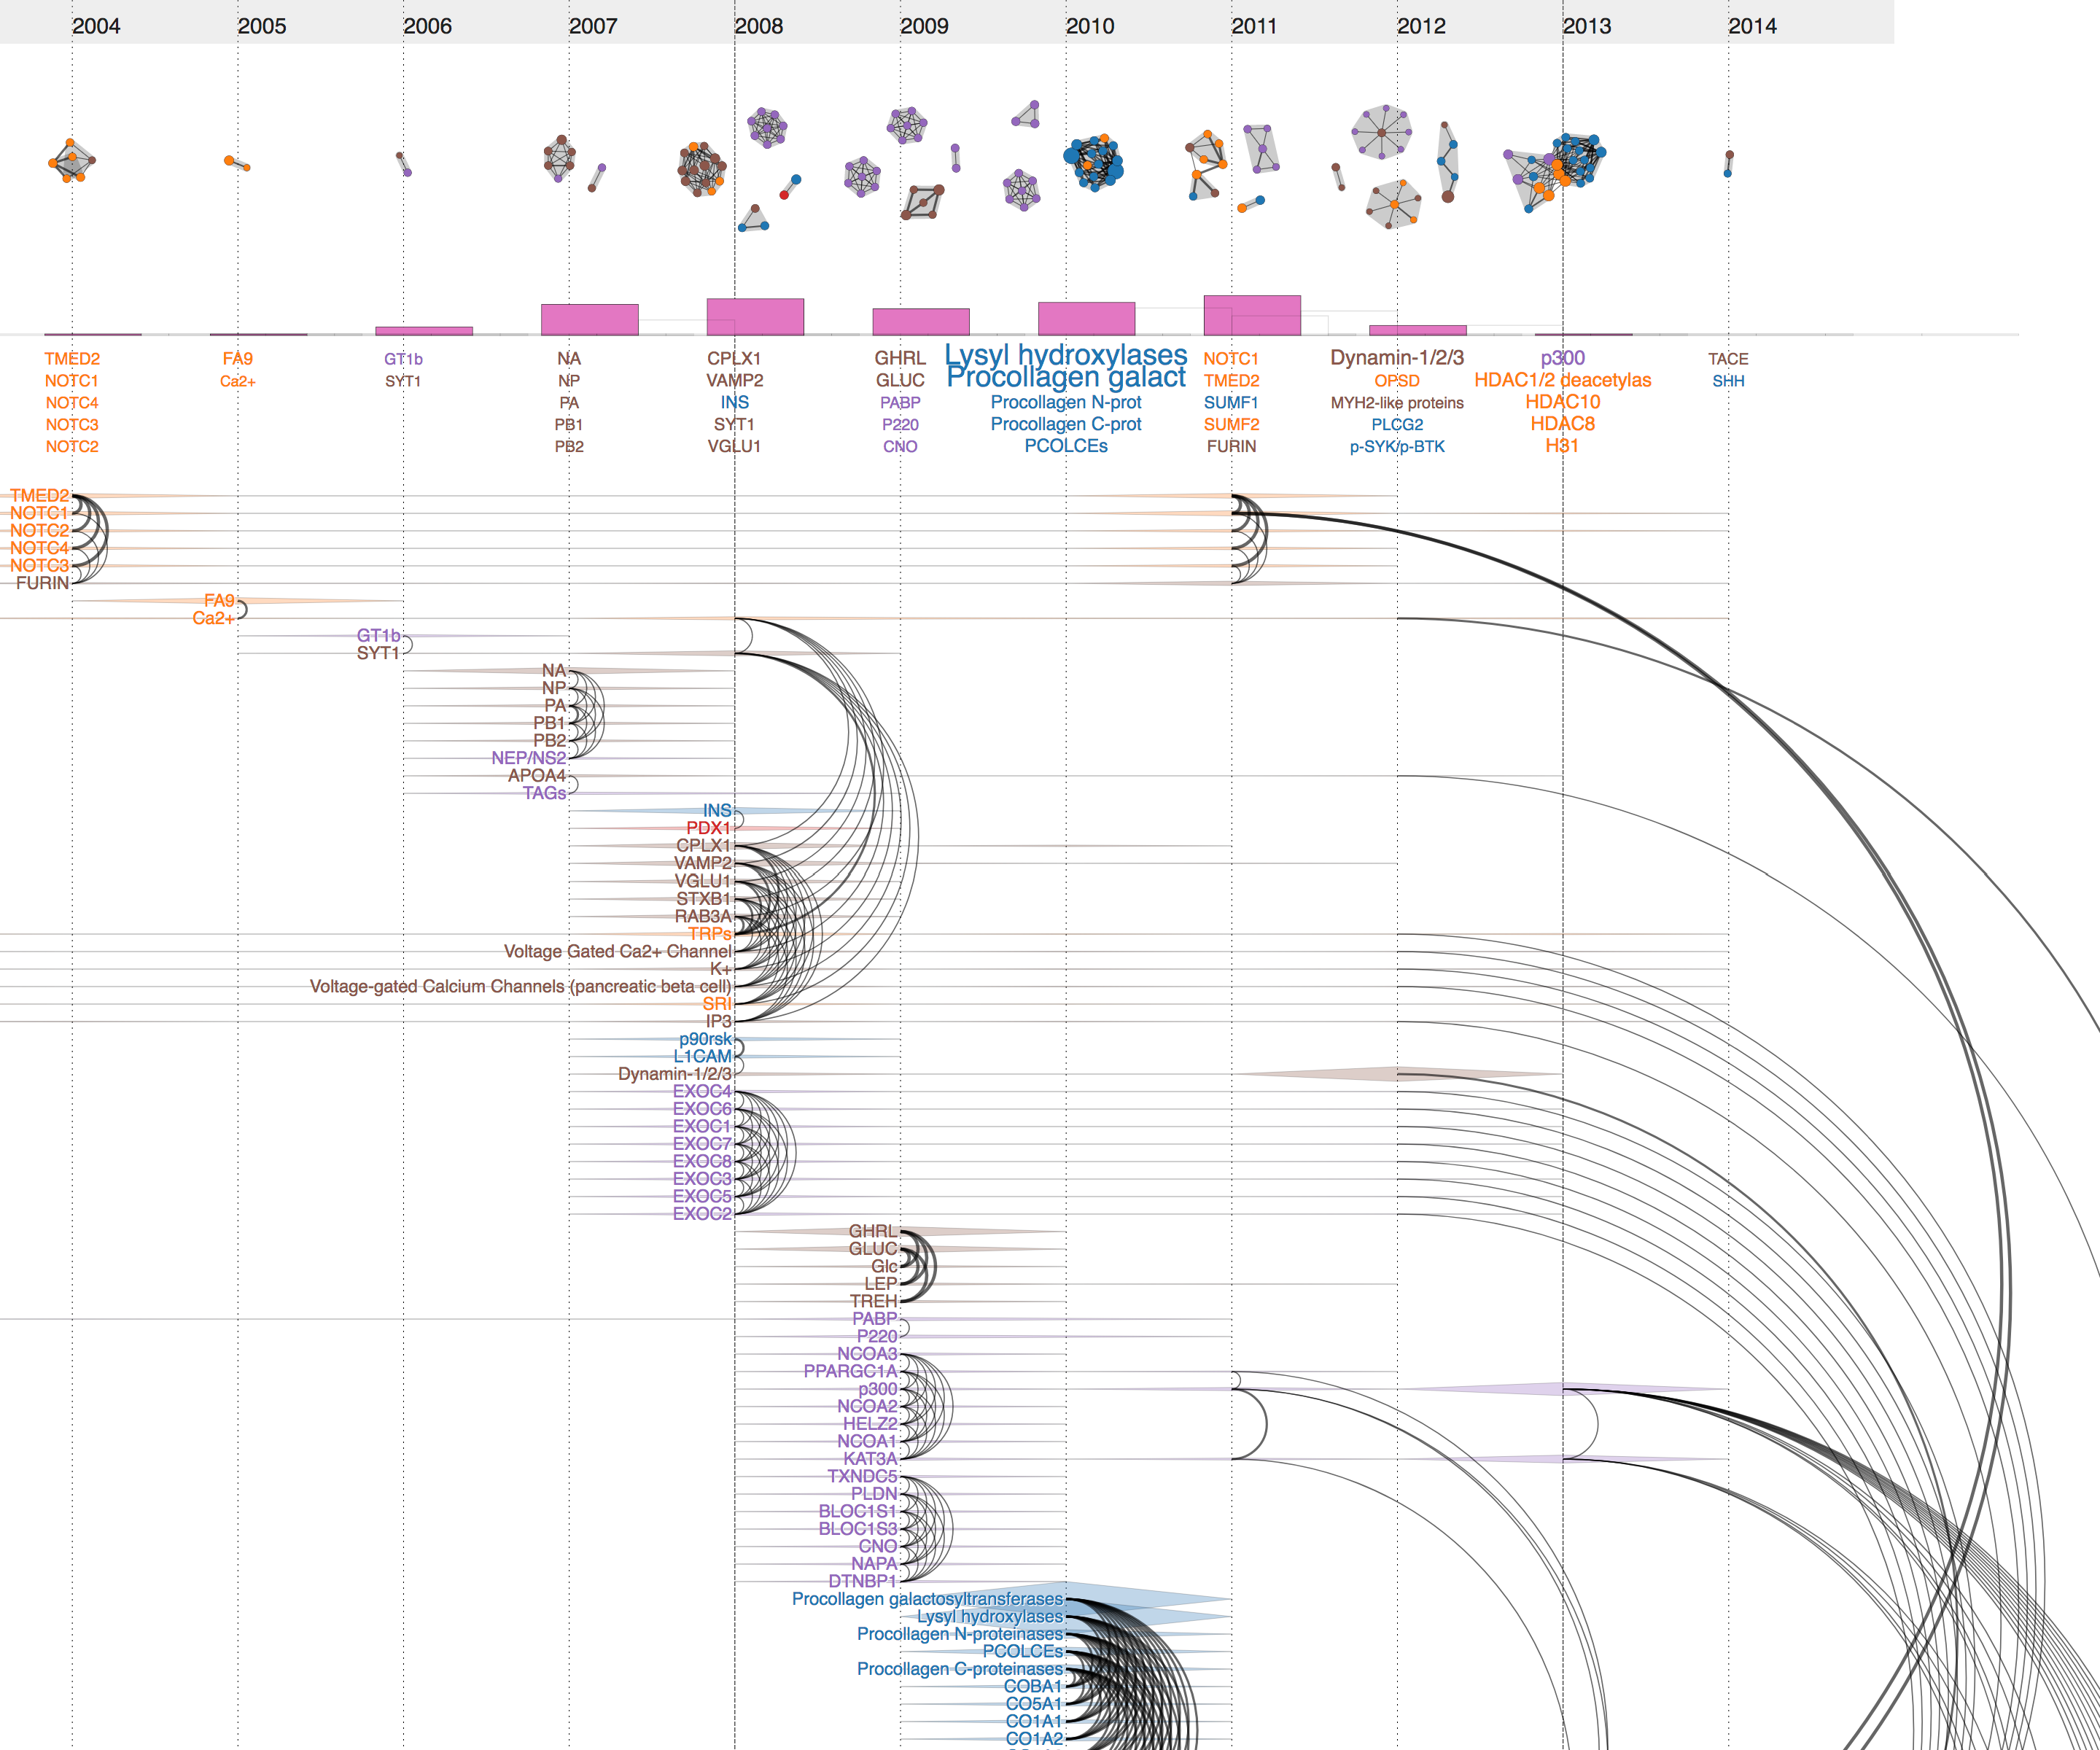 2004 2005 2006 2007 2008 2009 2010 2011 2012 2013 2014
TMED2 FA9 GT1b NA CPLX1 GHRL Lysyl hydroxylases NOTC1 Dynamin-1/2/3 p300 TACE
NOTC1 Ca2+ SYT1 NP VAMP2 GLUC Procollagen galact TMED2 OPSD HDAC1/2 deacetylas SHH
NOTC4 PA INS PABP Procollagen N-prot SUMF1 MYH2-like proteins HDAC10
NOTC3 PB1 SYT1 P220 Procollagen C-prot SUMF2 PLCG2 HDAC8
NOTC2 PB2 VGLU1 CNO PCOLCEs FURIN p-SYK/p-BTK H31
TMED2
NOTC1
NOTC2
NOTC4
NOTC3
FURIN
FA9
Ca2+
GT1b
SYT1
NA
NP
PA
PB1
PB2
NEP/NS2
APOA4
TAGs
INS
PDX1
CPLX1
VAMP2
VGLU1
STXB1
RAB3A
TRPs
Voltage Gated Ca2+ Channel
K+
Voltage-gated Calcium Channels (pancreatic beta cell)
SRI
IP3
p90rsk
L1CAM
Dynamin-1/2/3
EXOC4
EXOC6
EXOC1
EXOC7
EXOC8
EXOC3
EXOC5
EXOC2
GHRL
GLUC
Glc
LEP
TREH
PABP
P220
NCOA3
PPARGC1A
p300
NCOA2
HELZ2
NCOA1
KAT3A
TXNDC5
PLDN
BLOC1S1
BLOC1S3
CNO
NAPA
DTNBP1
Procollagen galactosyltransferases
Lysyl hydroxylases
Procollagen N-proteinases
PCOLCEs
Procollagen C-proteinases
COBA1
CO5A1
CO1A1
CO1A2